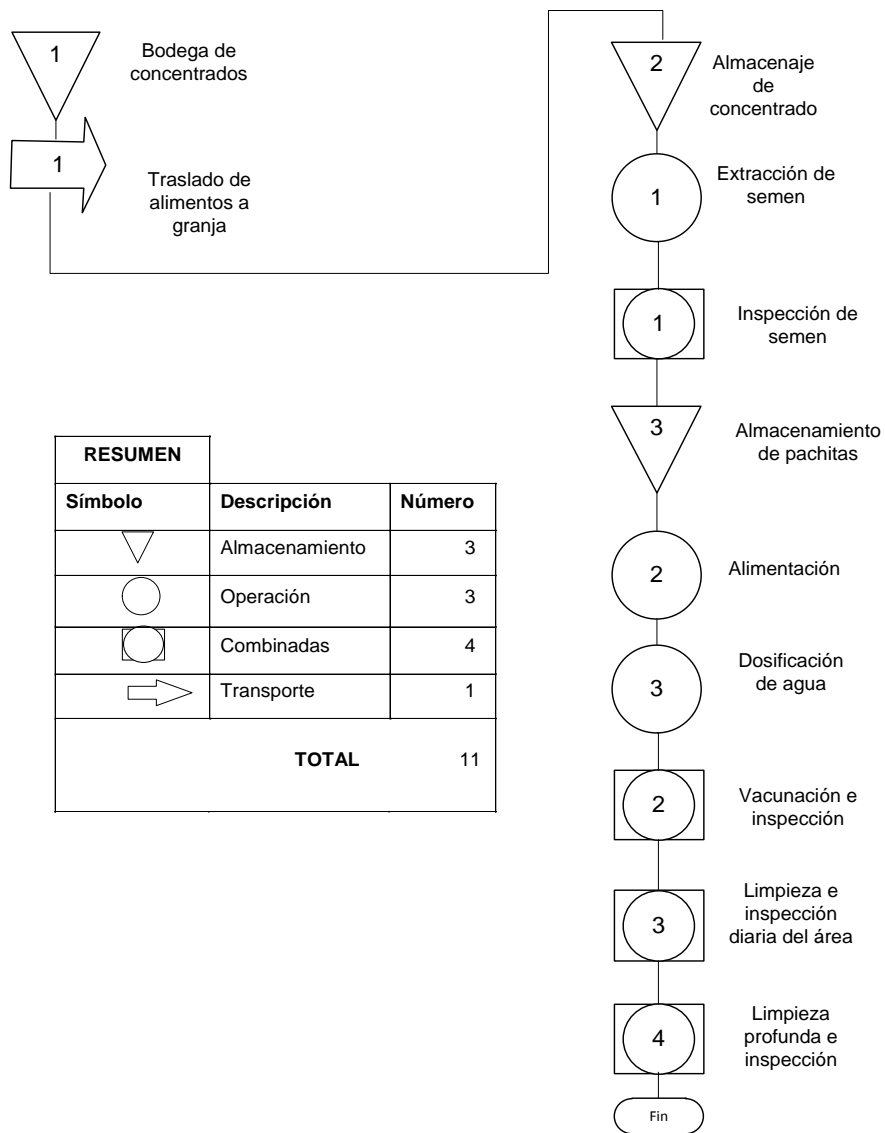 1
Bodega de
concentrados
1
Traslado de
alimentos a
granja
2
Almacenaje
de
concentrado
1
Extracción de
semen
1
Inspección de
semen
3
Almacenamiento
de pachitas
2
Alimentación
3
Dosificación
de agua
2
Vacunación e
inspección
3
Limpieza e
inspección
diaria del área
4
Limpieza
profunda e
inspección
Fin
RESUMEN
Símbolo Descripción Número
Almacenamiento 3
Operación 3
Combinadas 4
Transporte 1
TOTAL 11